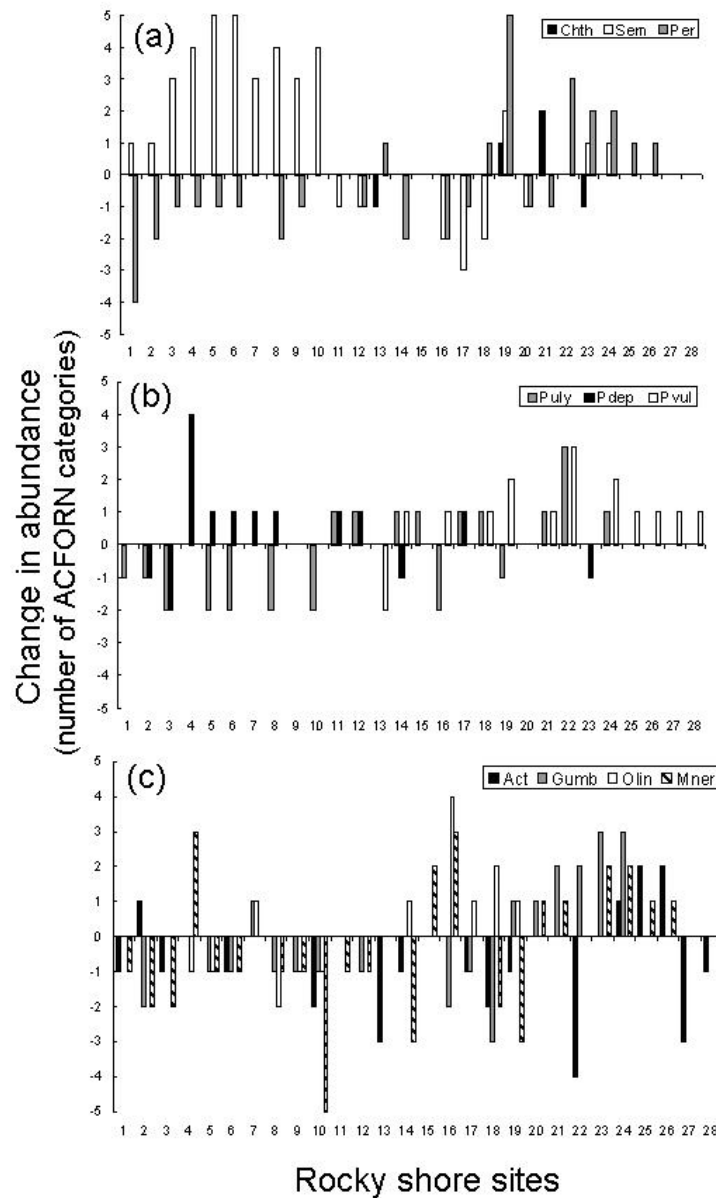 (a)
Chth Sem Per
5
4
3
2
1
0
-1
-2
-3
-4
-5
1 2 3 4 5 6 7 8 9 10 11 12 13 14 15 16 17 18 19 20 21 22 23 24 25 26 27 28
(b)
Puly Pdep Pvul
5
4
3
2
1
0
-1
-2
-3
-4
-5
1 2 3 4 5 6 7 8 9 10 11 12 13 14 15 16 17 18 19 20 21 22 23 24 25 26 27 28
Change in abundance
(number of ACFORN categories)
(c)
Act Gumb Olin Mner
5
4
3
2
1
0
-1
-2
-3
-4
-5
1 2 3 4 5 6 7 8 9 10 11 12 13 14 15 16 17 18 19 20 21 22 23 24 25 26 27 28
Rocky shore sites